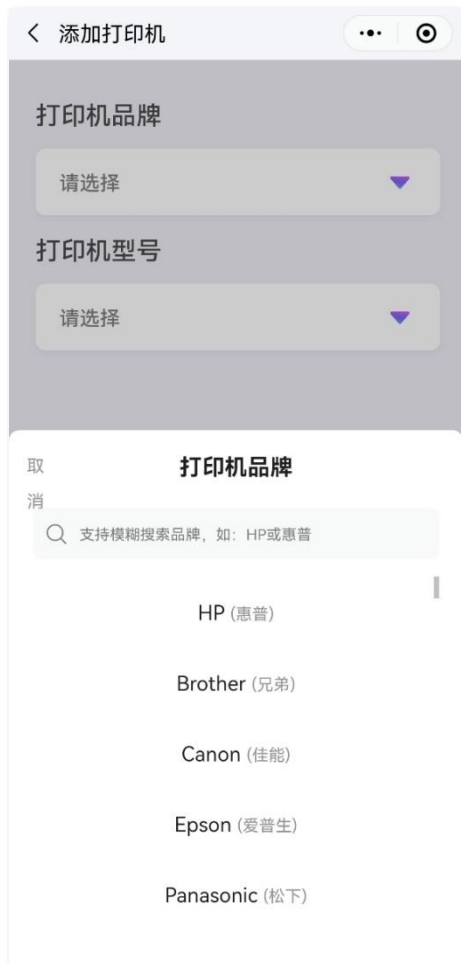 添加打印机
打印机品牌
请选择
打印机型号
请选择
取
消
打印机品牌
支持模糊搜索品牌，如：HP或惠普
HP (惠普)
Brother (兄弟)
Canon (佳能)
Epson (爱普生)
Panasonic (松下)